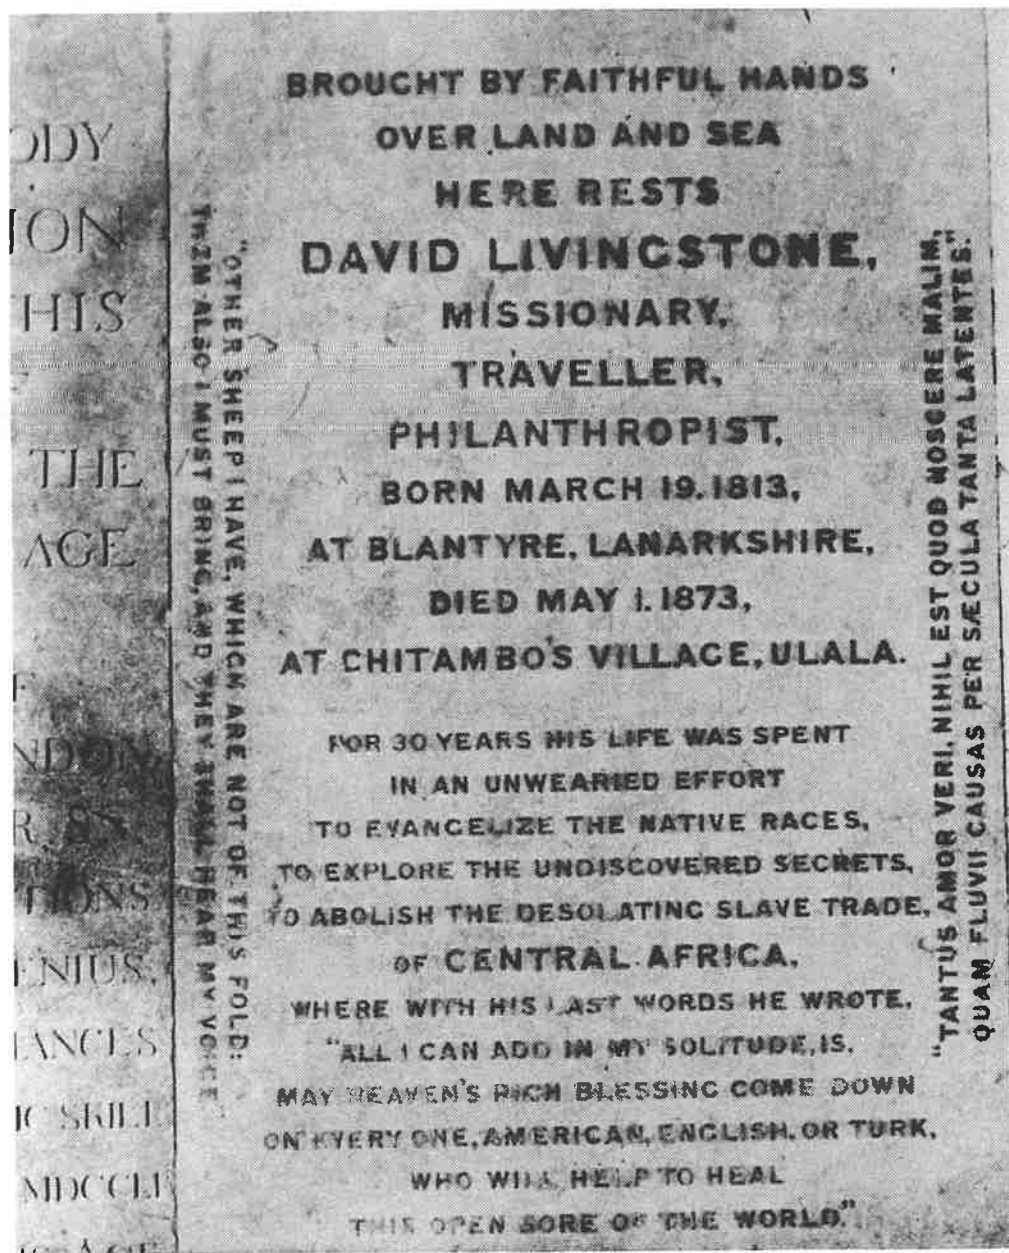 ODY
ION
HIS
THE
AGE
NDON
TIONS
ENIUS,
TANCES
IC SKILL
MDCCLI
"OTHER SHEEP I HAVE, WHICH ARE NOT OF THIS FOLD:
THEM ALSO I MUST BRING, AND THEY SHALL HEAR MY VOICE
BROUGHT BY FAITHFUL HANDS
OVER LAND AND SEA
HERE RESTS
DAVID LIVINGSTONE,
MISSIONARY,
TRAVELLER,
PHILANTHROPIST,
BORN MARCH 19. 1813,
AT BLANTYRE, LANARKSHIRE,
DIED MAY 1. 1873,
AT CHITAMBO'S VILLAGE, ULALA.
FOR 30 YEARS HIS LIFE WAS SPENT
IN AN UNWEARIED EFFORT
TO EVANGELIZE THE NATIVE RACES,
TO EXPLORE THE UNDISCOVERED SECRETS,
TO ABOLISH THE DESOLATING SLAVE TRADE,
OF CENTRAL AFRICA,
WHERE WITH HIS LAST WORDS HE WROTE,
"ALL I CAN ADD IN MY SOLITUDE, IS,
MAY HEAVEN'S RICH BLESSING COME DOWN
ON EVERY ONE, AMERICAN, ENGLISH, OR TURK,
WHO WILL HELP TO HEAL
THIS OPEN SORE OF THE WORLD."
"TANTUS AMOR VERI, NIHIL EST QUOD NOSCERE MALIM,
QUAM FLUVII CAUSAS PER SÆCULA TANTA LATENTES."